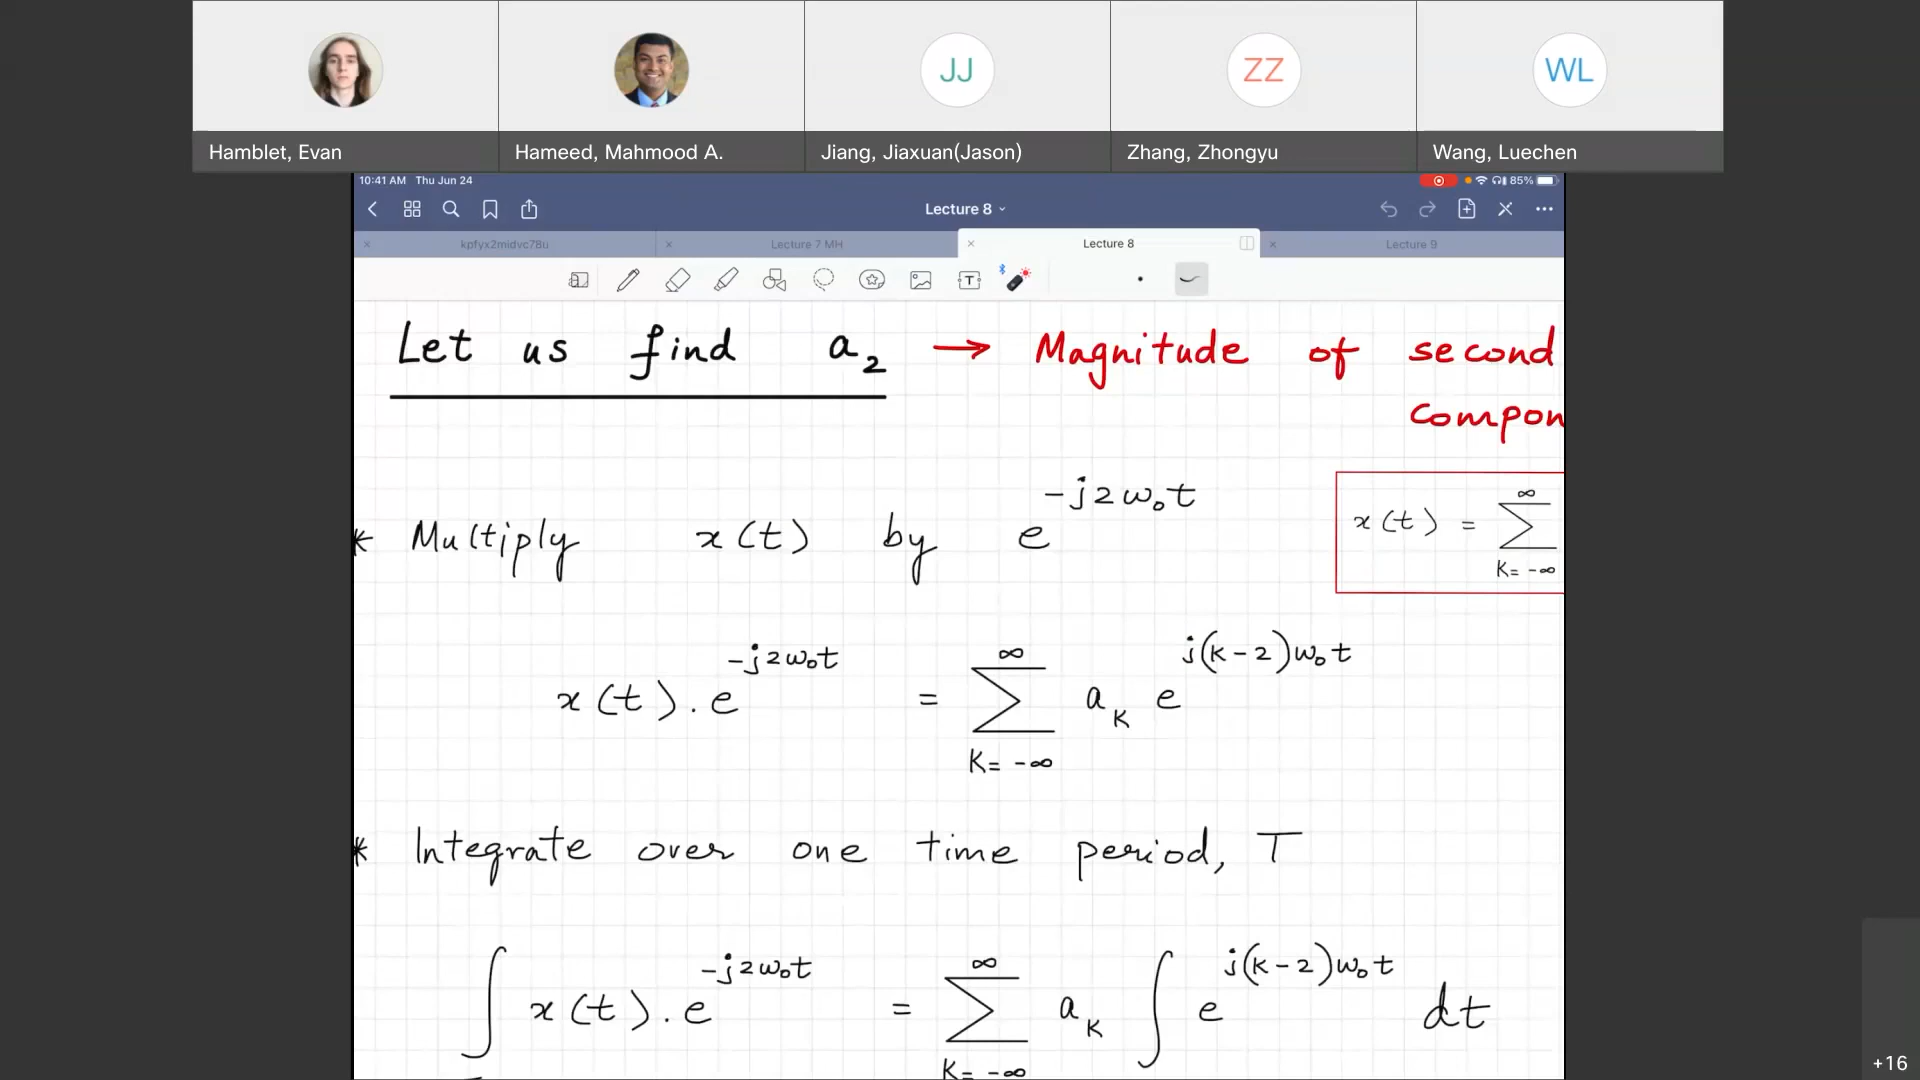 JJ
ZZ
WL
Hamblet, Evan
Hameed, Mahmood A.
Jiang, Jiaxuan(Jason)
Zhang, Zhongyu
Wang, Luechen
10:41 AM Thu Jun 24
85%
Lecture 8
kpfyx2midvc78u
Lecture 7 MH
Lecture 8
Lecture 9
Let us find a₂ → Magnitude of second
compon
* Multiply x(t) by e^{-j2ω₀t}
x(t) = ∑_{K=-∞}^{∞}
x(t) . e^{-j2ω₀t} = ∑_{K=-∞}^{∞} a_K e^{j(K-2)ω₀t}
* Integrate over one time period, T
∫ x(t) . e^{-j2ω₀t} = ∑_{K=-∞}^{∞} a_K ∫ e^{j(K-2)ω₀t} dt
+16